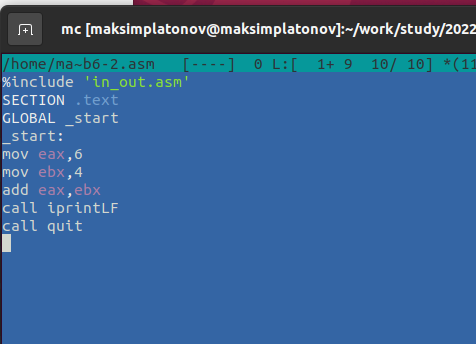 mc [maksimplatonov@maksimplatonov]:~/work/study/2022
/home/ma~b6-2.asm [----] 0 L:[ 1+ 9 10/ 10] *(11
%include 'in_out.asm'
SECTION .text
GLOBAL _start
_start:
mov eax,6
mov ebx,4
add eax,ebx
call iprintLF
call quit